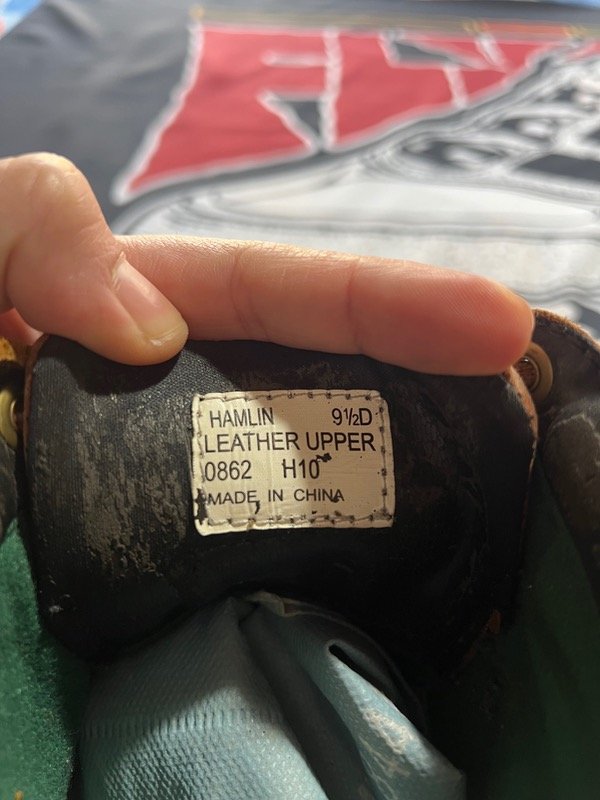 HAMLIN 9½D
LEATHER UPPER
0862 H10
MADE IN CHINA